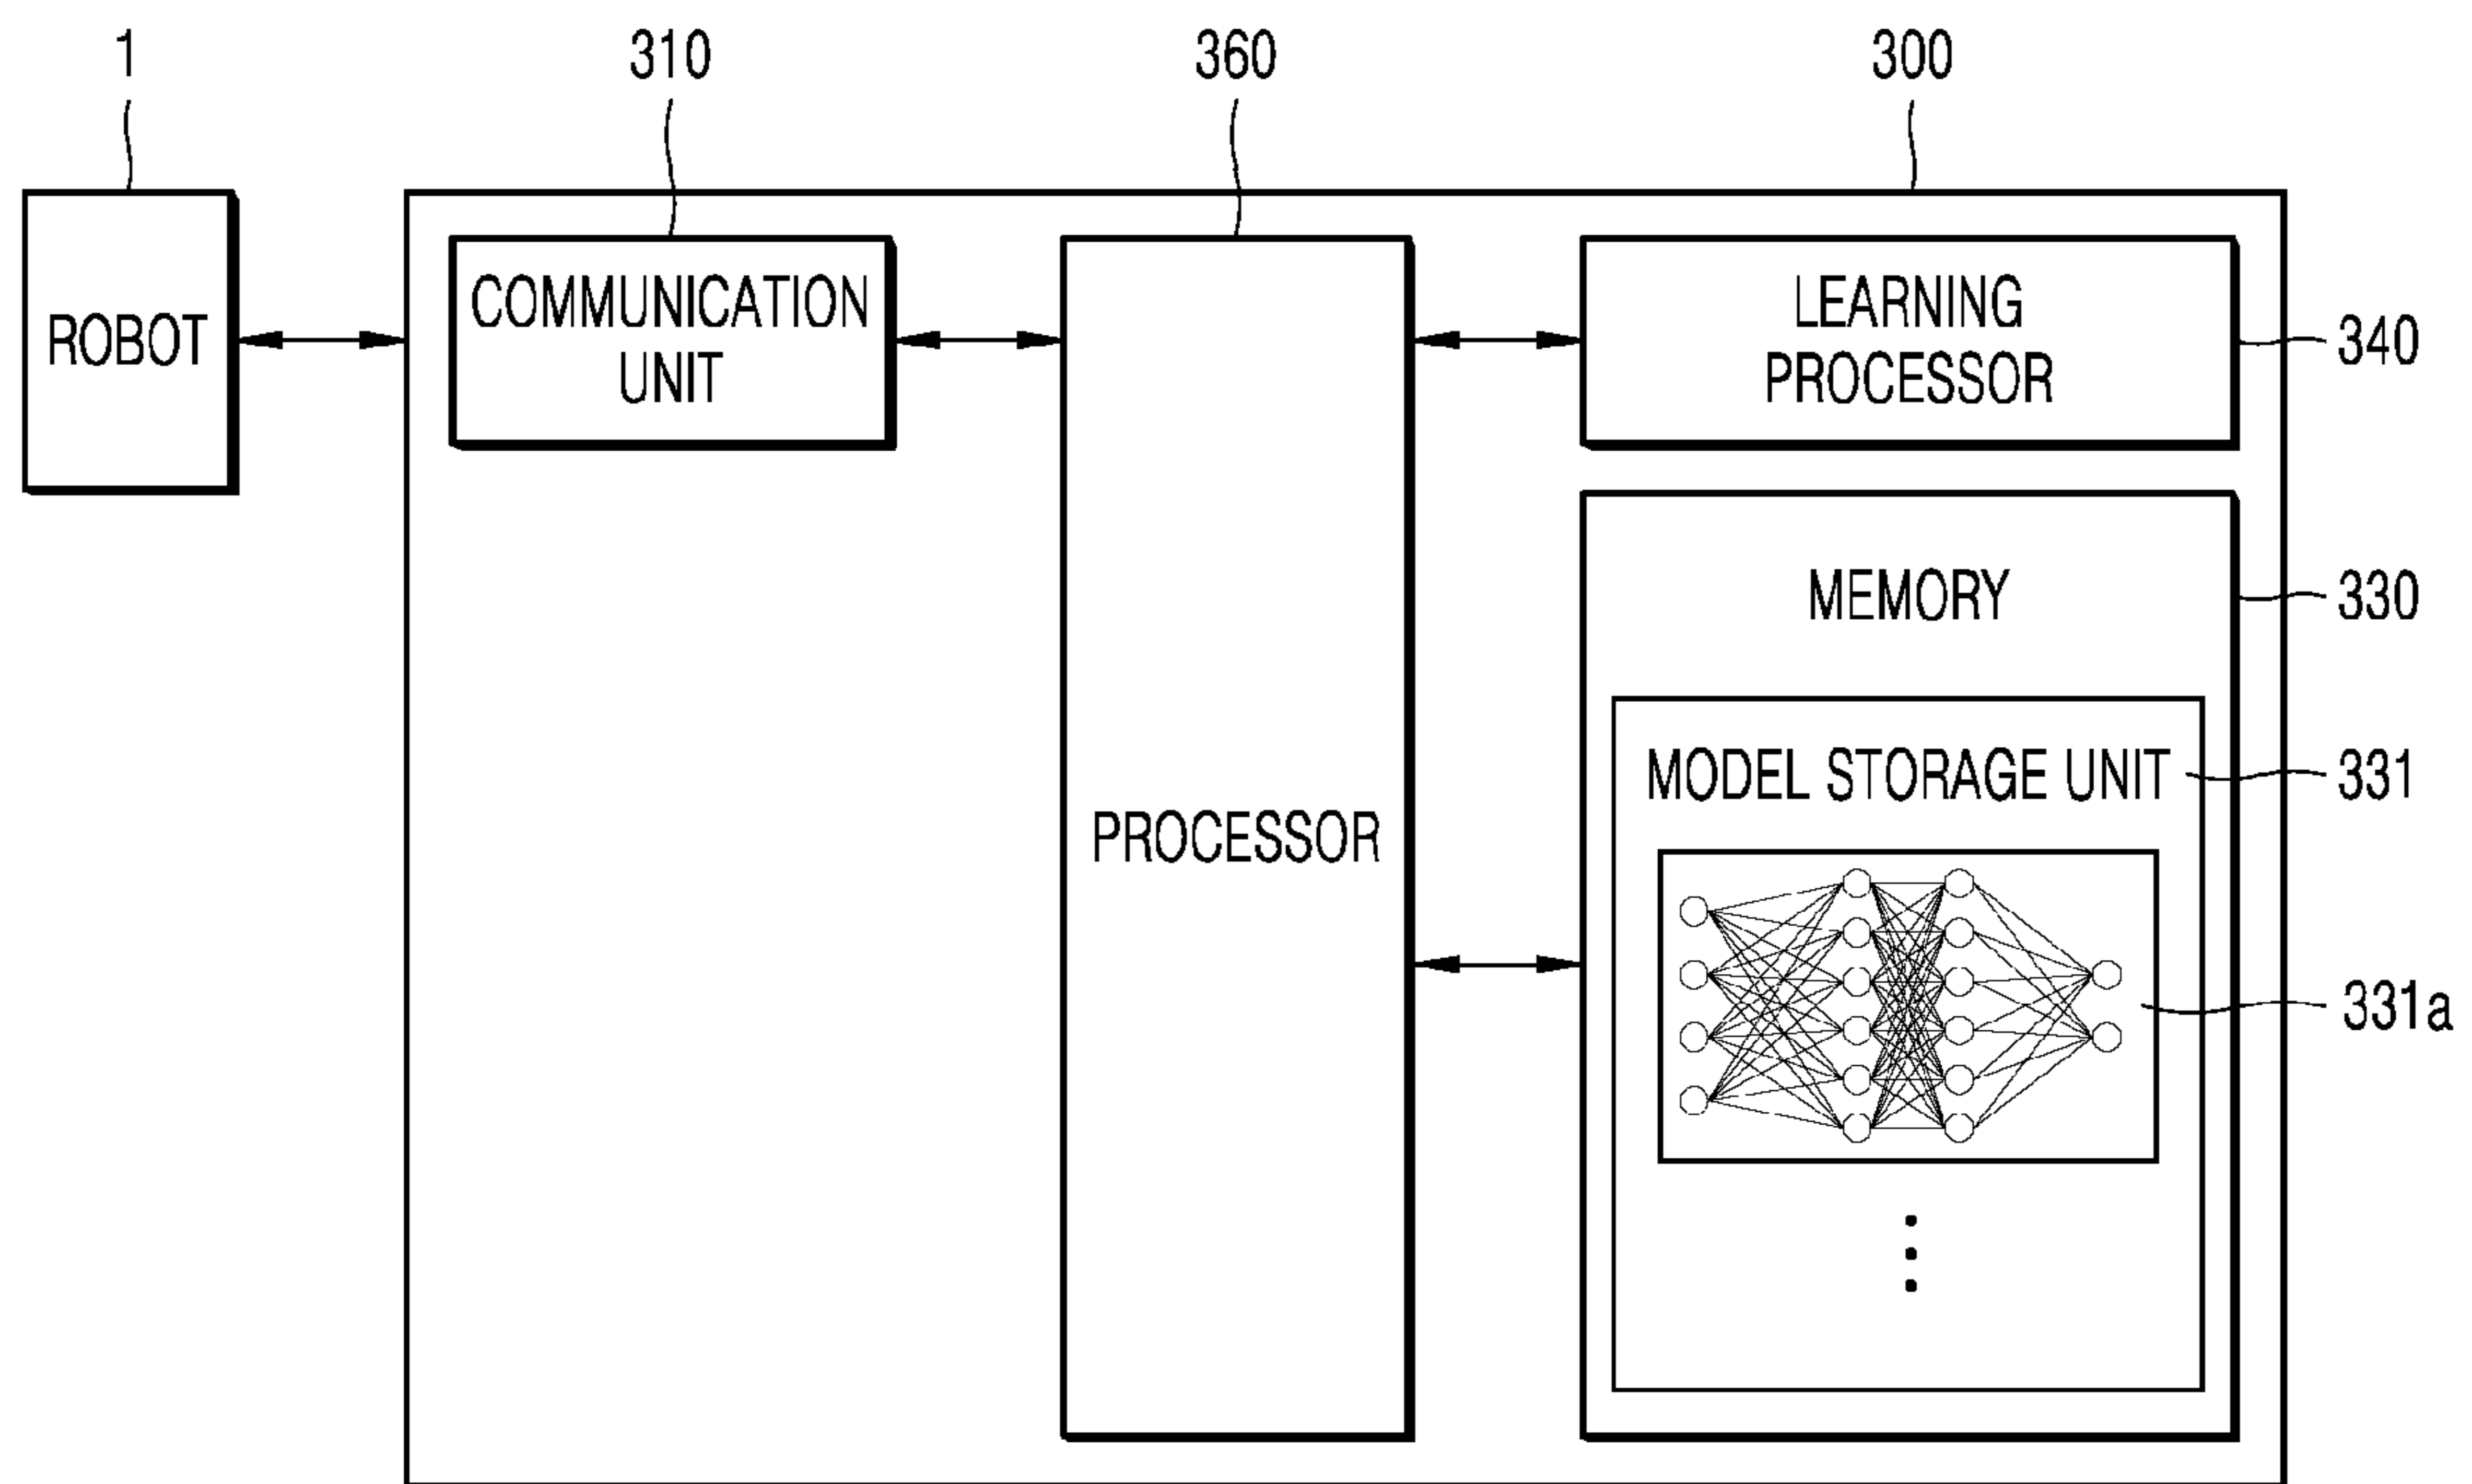 1
310
360
300
ROBOT
COMMUNICATION
UNIT
PROCESSOR
LEARNING
PROCESSOR
340
MEMORY
330
MODEL STORAGE UNIT
331
331a